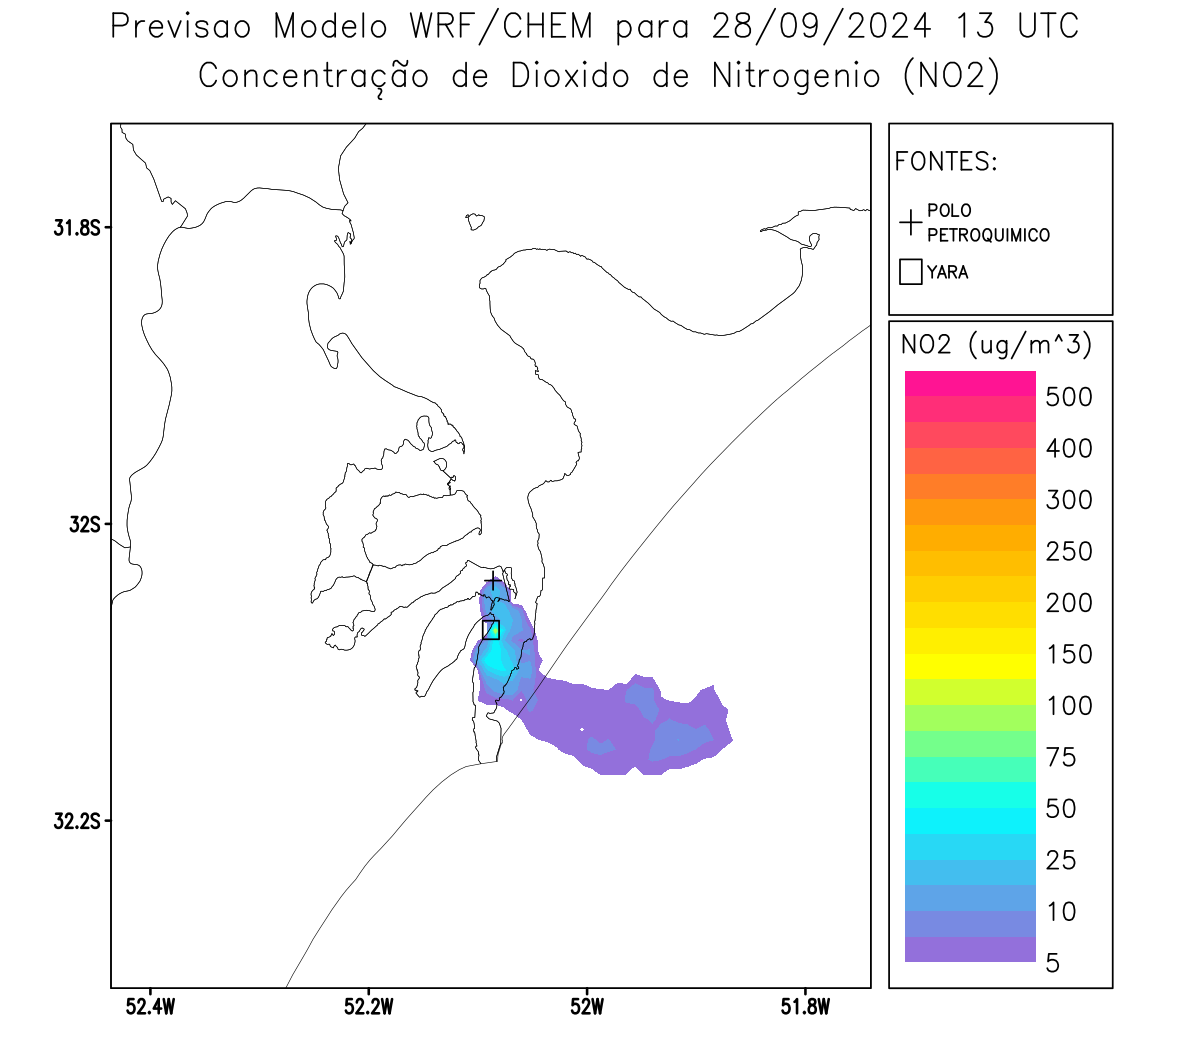 Previsao Modelo WRF/CHEM para 28/09/2024 13 UTC
Concentração de Dioxido de Nitrogenio (NO2)
FONTES:
POLO
PETROQUIMICO
YARA
NO2 (ug/m^3)
500
400
300
250
200
150
100
75
50
25
10
5
31.8S
32S
32.2S
52.4W
52.2W
52W
51.8W